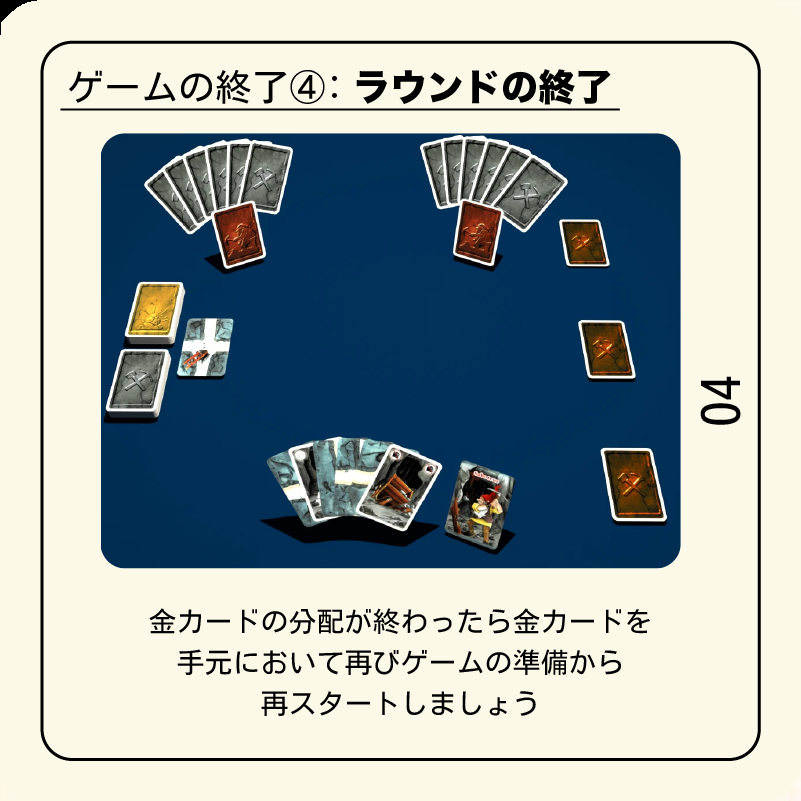 ゲームの終了④: ラウンドの終了
04
金カードの分配が終わったら金カードを
手元において再びゲームの準備から
再スタートしましょう